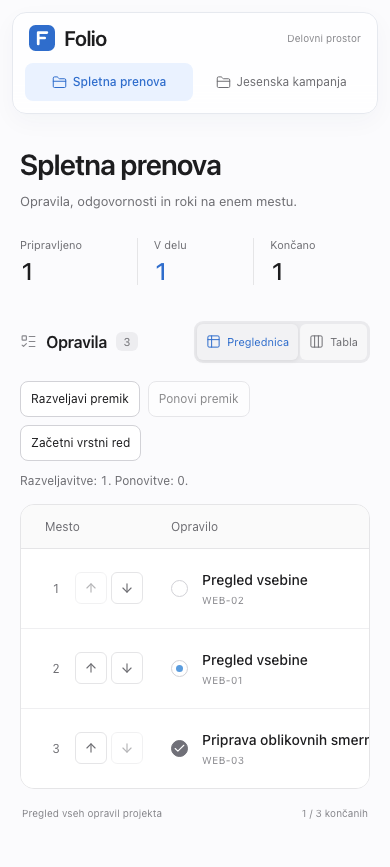 F Folio
Delovni prostor
Spletna prenova
Jesenska kampanja
Spletna prenova
Opravila, odgovornosti in roki na enem mestu.
Pripravljeno
V delu
Končano
1
1
1
Opravila 3
Preglednica
Tabla
Razveljavi premik
Ponovi premik
Začetni vrstni red
Razveljavitve: 1. Ponovitve: 0.
Mesto
Opravilo
1
Pregled vsebine
WEB-02
2
Pregled vsebine
WEB-01
3
Priprava oblikovnih
WEB-03
Pregled vseh opravil projekta
1 / 3 končanih